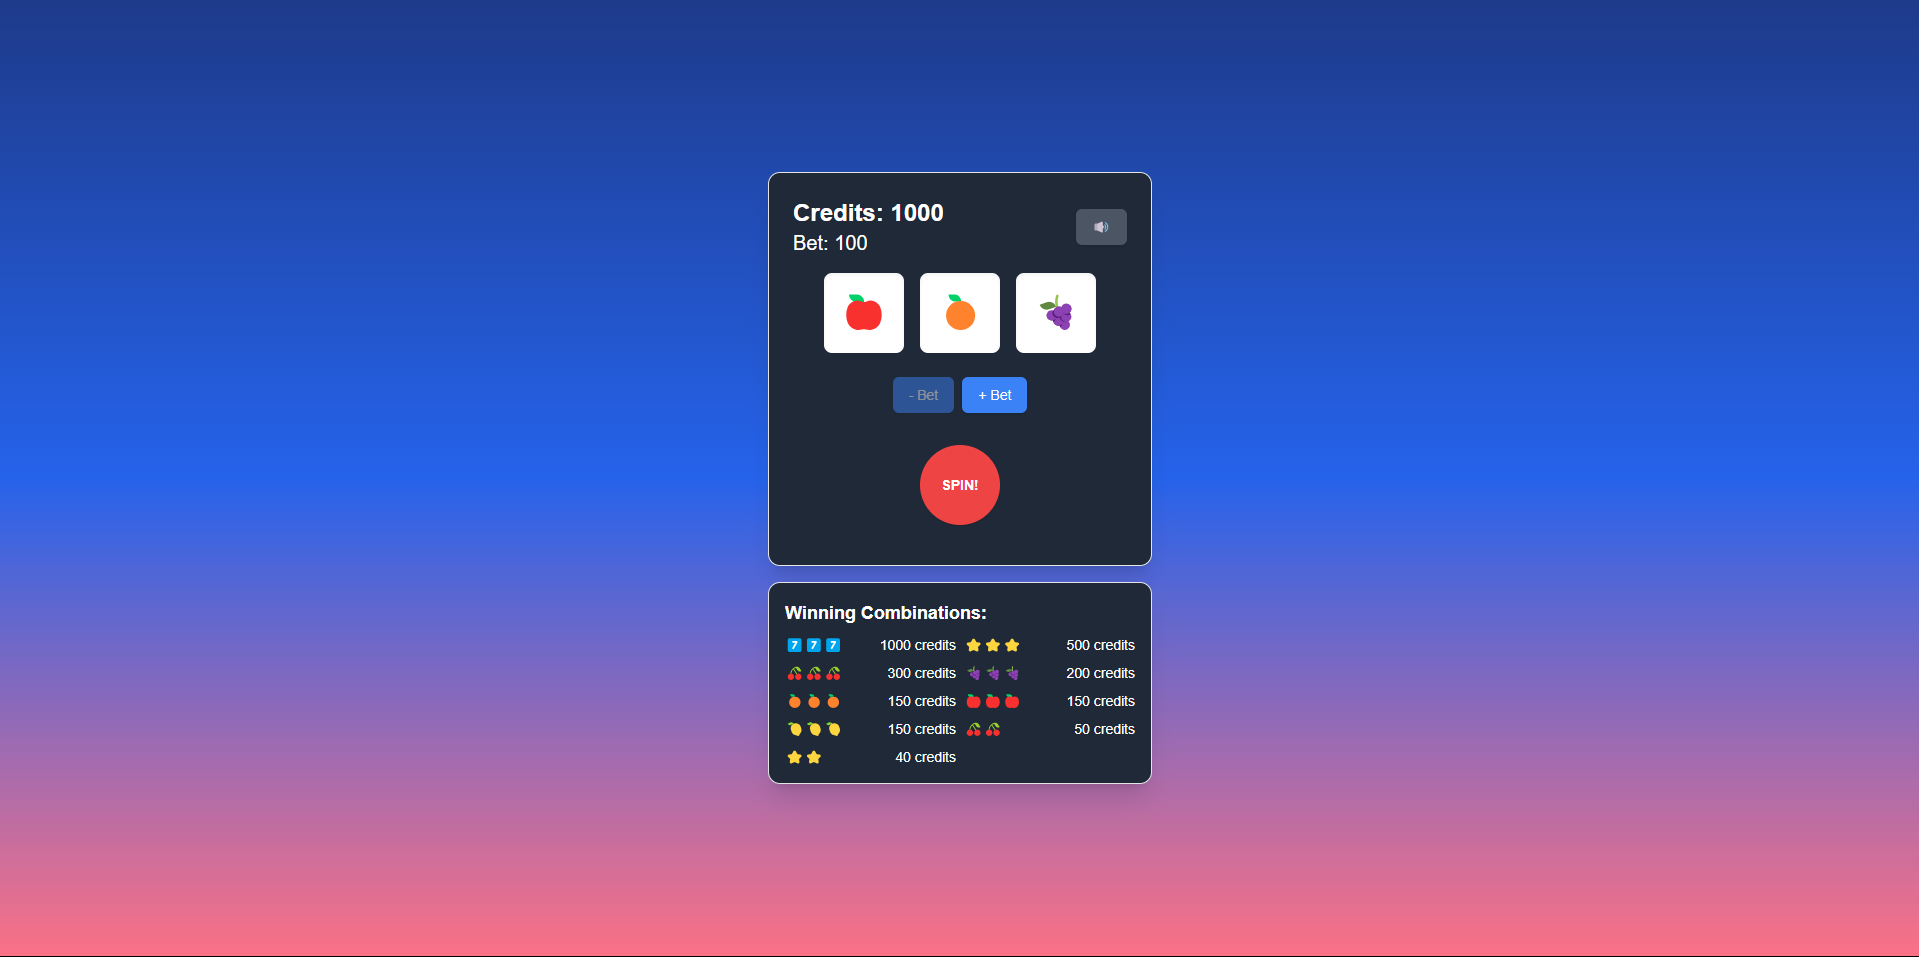 Credits: 1000
Bet: 100
- Bet
+ Bet
SPIN!
Winning Combinations:
7 7 7 1000 credits
500 credits
300 credits
200 credits
150 credits
150 credits
150 credits
50 credits
40 credits